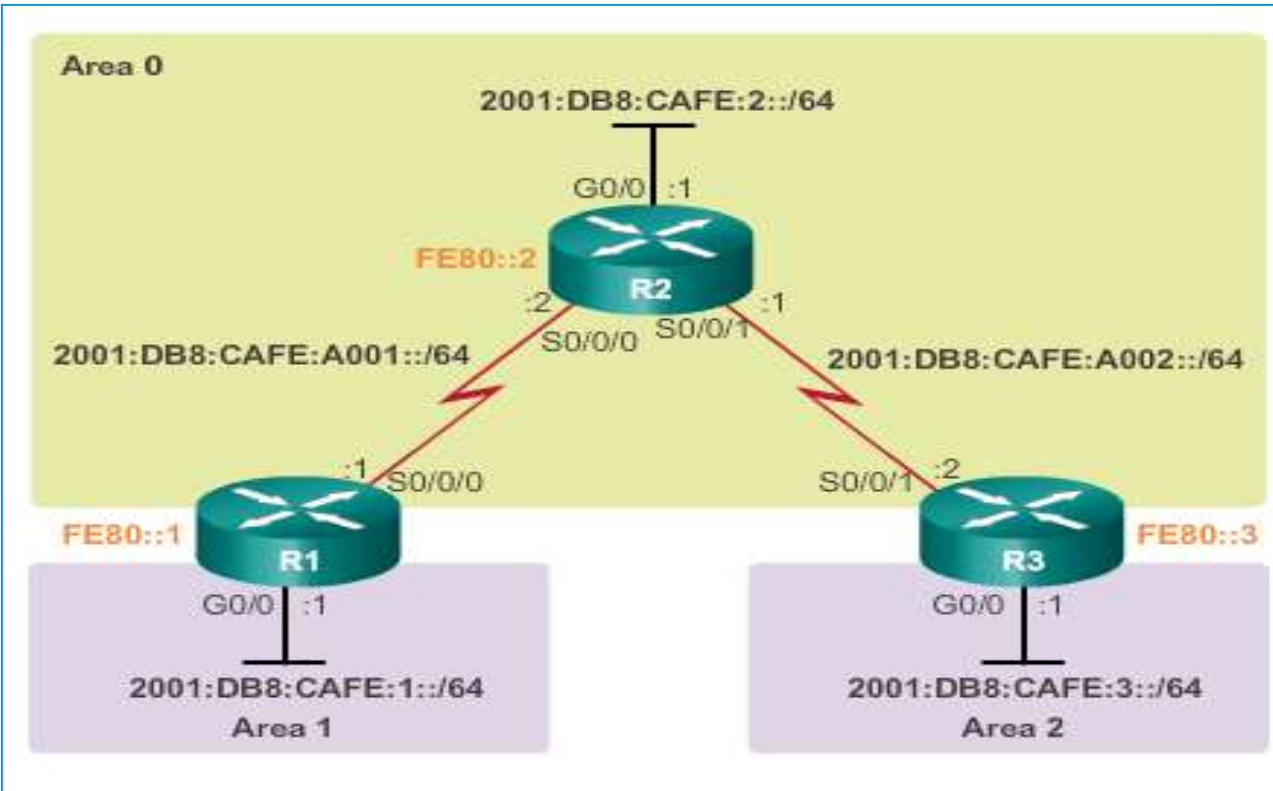 Area 0
2001:DB8:CAFE:2::/64
G0/0 :1
FE80::2
R2
:2 :1
S0/0/0 S0/0/1
2001:DB8:CAFE:A001::/64
2001:DB8:CAFE:A002::/64
:1 S0/0/0
S0/0/1 :2
FE80::1
R1
FE80::3
R3
G0/0 :1
G0/0 :1
2001:DB8:CAFE:1::/64
Area 1
2001:DB8:CAFE:3::/64
Area 2